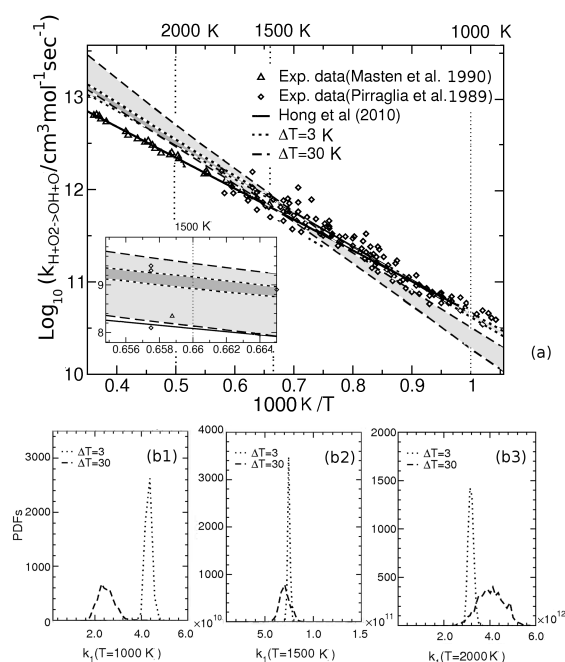 2000 K 1500 K 1000 K
Exp. data(Masten et al. 1990)
Exp. data(Pirraglia et al.1989)
Hong et al (2010)
ΔT=3 K
ΔT=30 K
Log10 (kH+O2->OH+O/cm3mol-1sec-1)
13
12
11
10
1500 K
9
8
0.656 0.658 0.66 0.662 0.664
(a)
0.4 0.5 0.6 0.7 0.8 0.9 1
1000 K /T
(b1)
ΔT=3
ΔT=30
3000
2000
1000
0
PDFs
2.0 4.0 6.0
×10^10
k1(T=1000 K)
(b2)
ΔT=3
ΔT=30
4000
3000
2000
1000
0
5.0 1.0 1.5
×10^11
k1(T=1500 K)
(b3)
ΔT=3
ΔT=30
2000
1500
1000
500
0
2.0 4.0 6.0
×10^12
k1(T=2000 K)